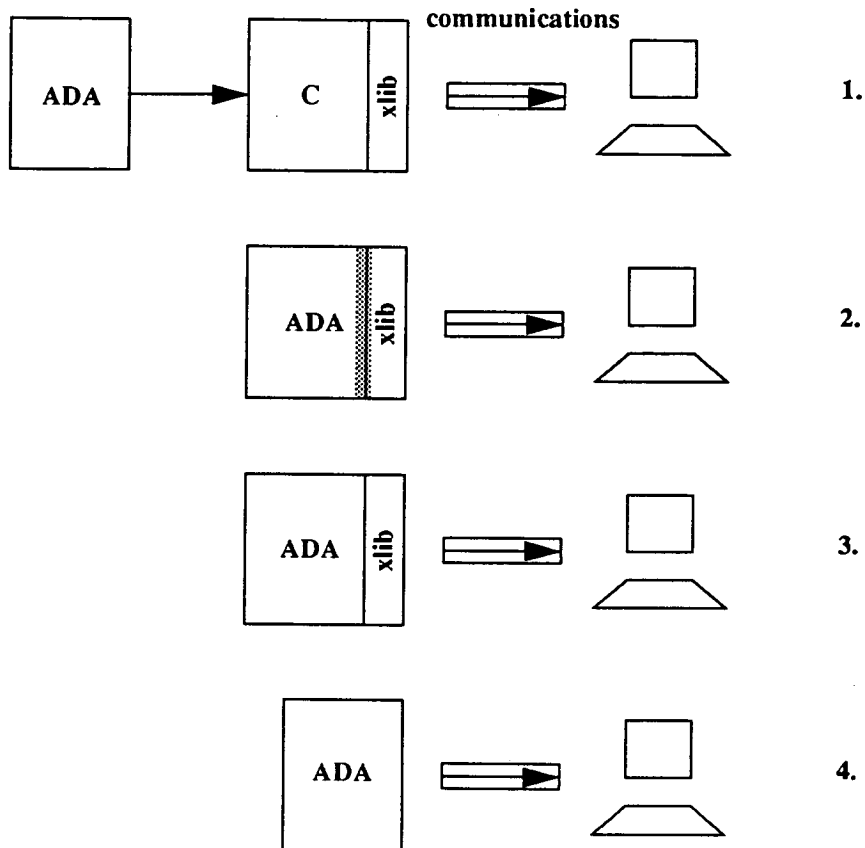 communications
ADA
C
xlib
1.
ADA
xlib
2.
ADA
xlib
3.
ADA
4.